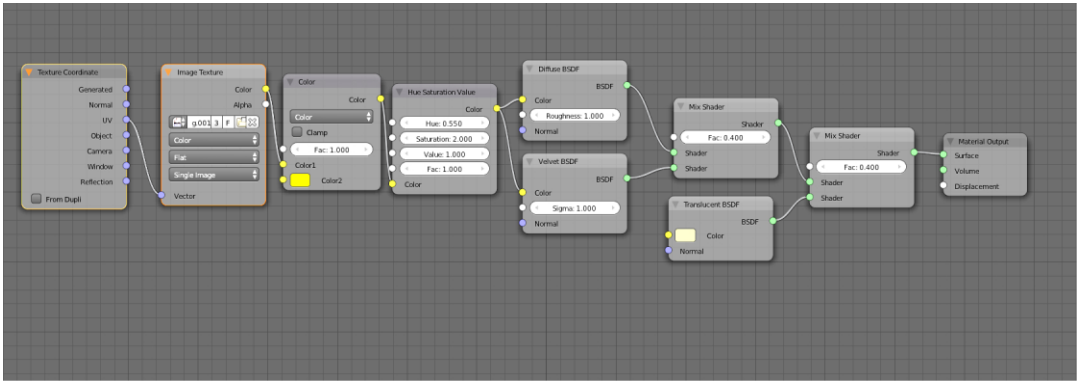 Texture Coordinate
Generated
Normal
UV
Object
Camera
Window
Reflection
From Dupli
Image Texture
Color
Alpha
g.001 3 F
Color
Flat
Single Image
Vector
Color
Color
Color
Clamp
Fac: 1.000
Color1
Color2
Hue Saturation Value
Color
Hue: 0.550
Saturation: 2.000
Value: 1.000
Fac: 1.000
Color
Diffuse BSDF
BSDF
Color
Roughness: 1.000
Normal
Velvet BSDF
BSDF
Color
Sigma: 1.000
Normal
Mix Shader
Shader
Fac: 0.400
Shader
Shader
Translucent BSDF
BSDF
Color
Normal
Mix Shader
Shader
Fac: 0.400
Shader
Shader
Material Output
Surface
Volume
Displacement